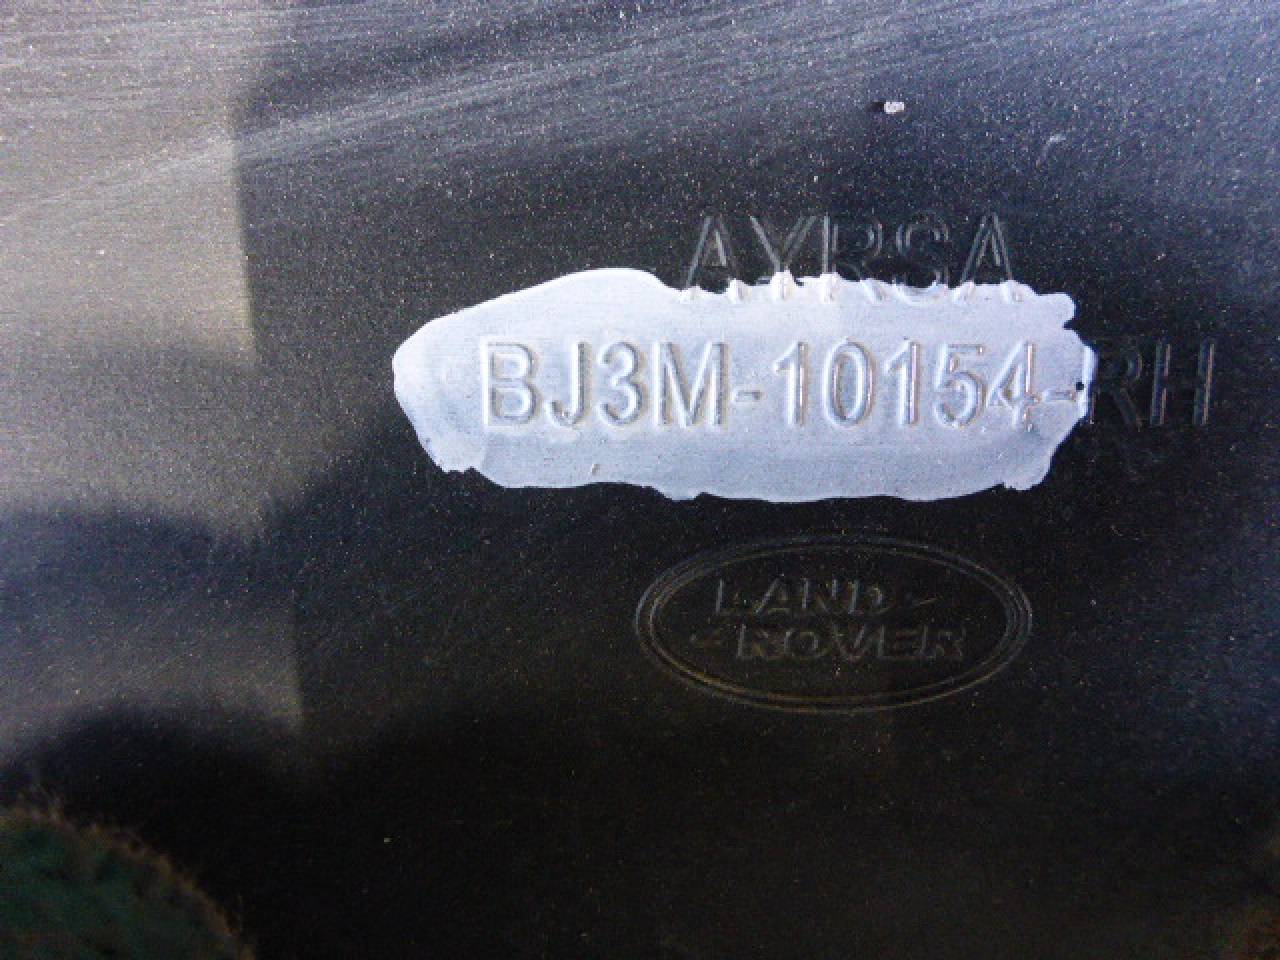 AYRSA
BJ3M-10154-RH
LAND-
-ROVER